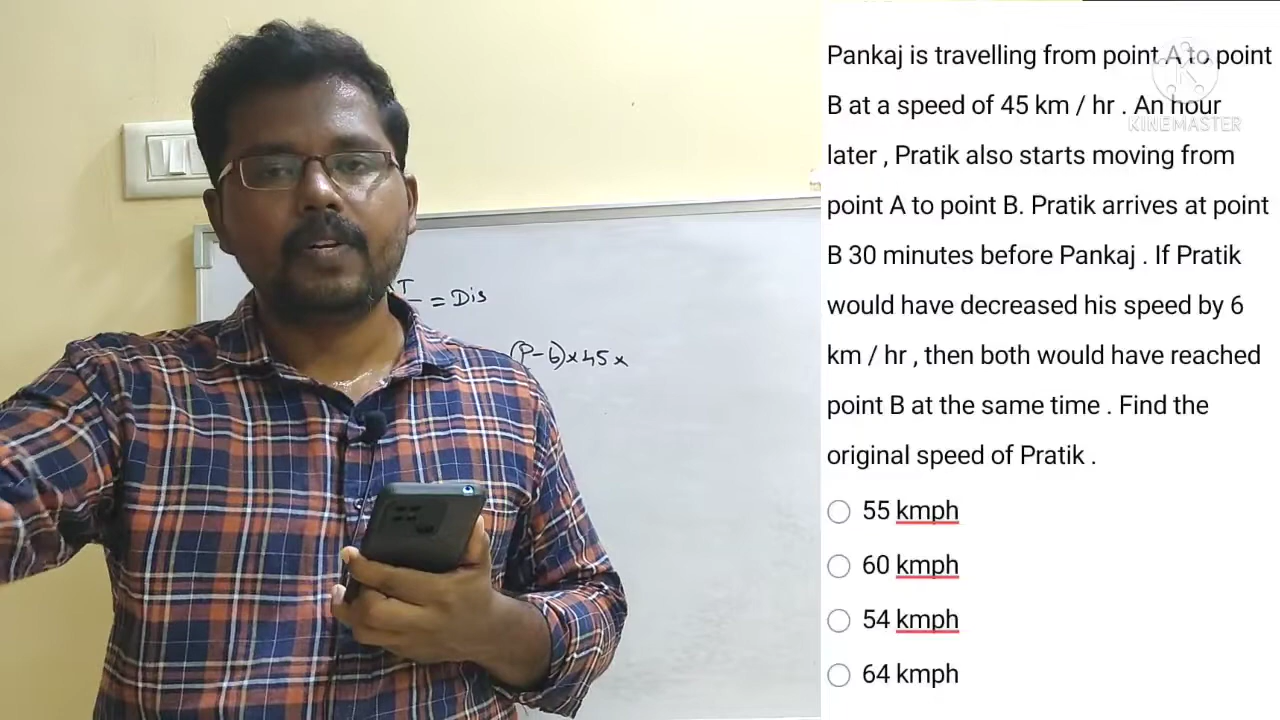 T = Dis
(P-6)×45×
Pankaj is travelling from point A to point
B at a speed of 45 km / hr . An hour
KINEMASTER
later , Pratik also starts moving from
point A to point B. Pratik arrives at point
B 30 minutes before Pankaj . If Pratik
would have decreased his speed by 6
km / hr , then both would have reached
point B at the same time . Find the
original speed of Pratik .
55 kmph
60 kmph
54 kmph
64 kmph